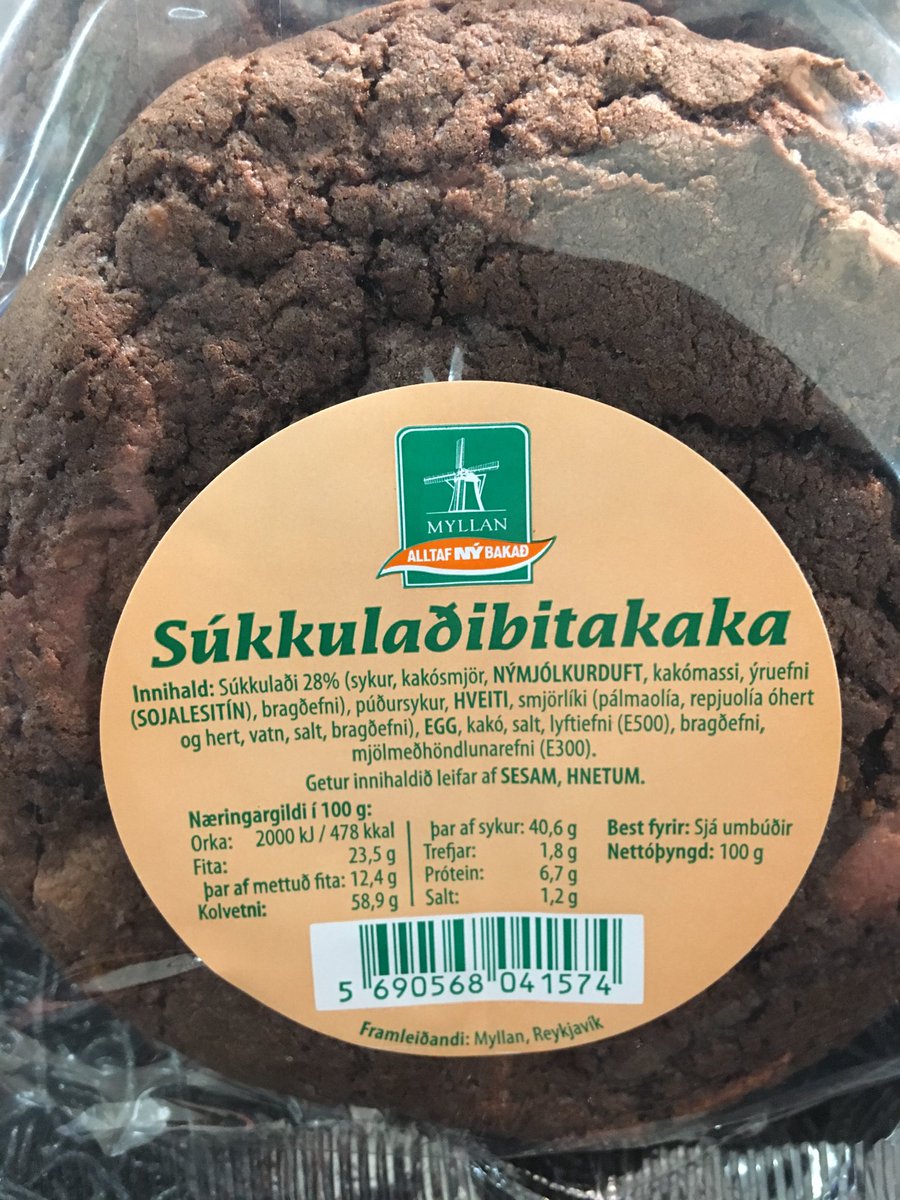 MYLLAN
ALLTAF NÝ BAKAÐ
Súkkulaðibitakaka
Innihald: Súkkulaði 28% (sykur, kakósmjör, NÝMJÓLKURDUFT, kakómassi, ýruefni
(SOJALESITÍN), bragðefni), púðursykur, HVEITI, smjörlíki (pálmaolía, repjuolía óhert
og hert, vatn, salt, bragðefni), EGG, kakó, salt, lyftiefni (E500), bragðefni,
mjölmeðhöndlunarefni (E300).
Getur innihaldið leifar af SESAM, HNETUM.
Næringargildi í 100 g:
Orka: 2000 kJ / 478 kkal
Fita: 23,5 g
þar af mettuð fita: 12,4 g
Kolvetni: 58,9 g
þar af sykur: 40,6 g
Trefjar: 1,8 g
Prótein: 6,7 g
Salt: 1,2 g
Best fyrir: Sjá umbúðir
Nettóþyngd: 100 g
5 690568 041574
Framleiðandi: Myllan, Reykjavík